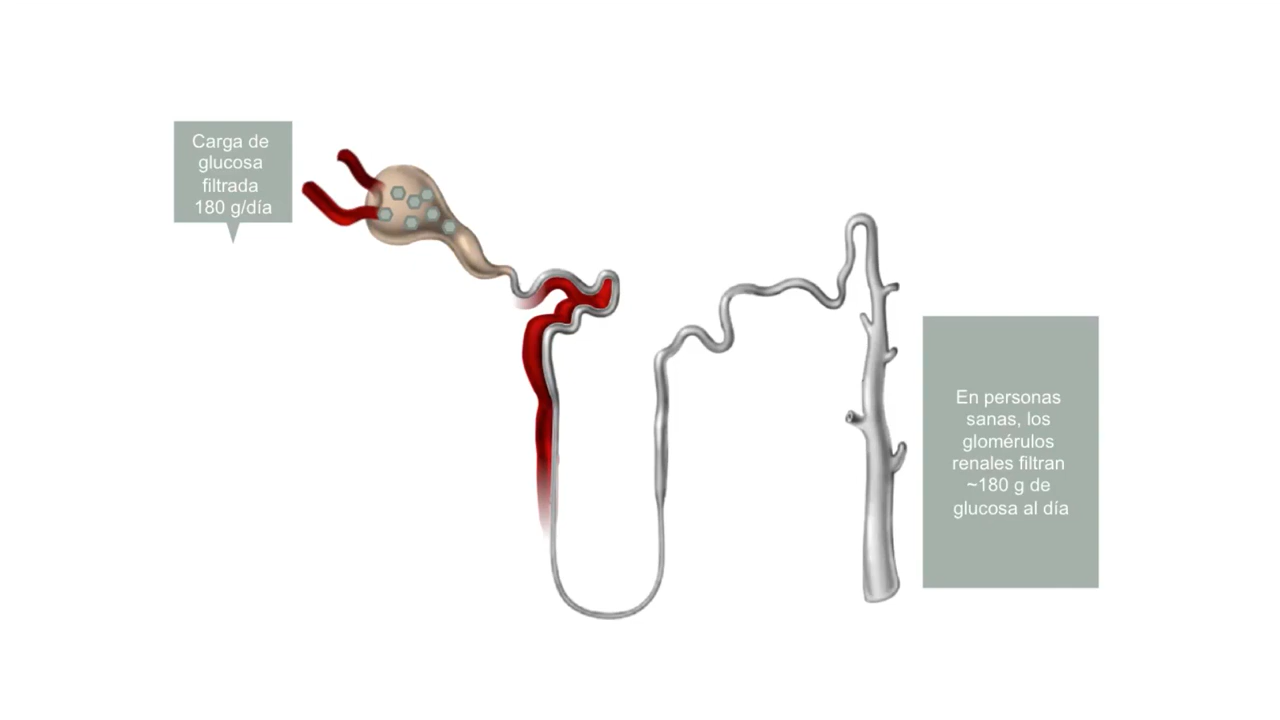 Carga de
glucosa
filtrada
180 g/día
En personas
sanas, los
glomérulos
renales filtran
~180 g de
glucosa al día